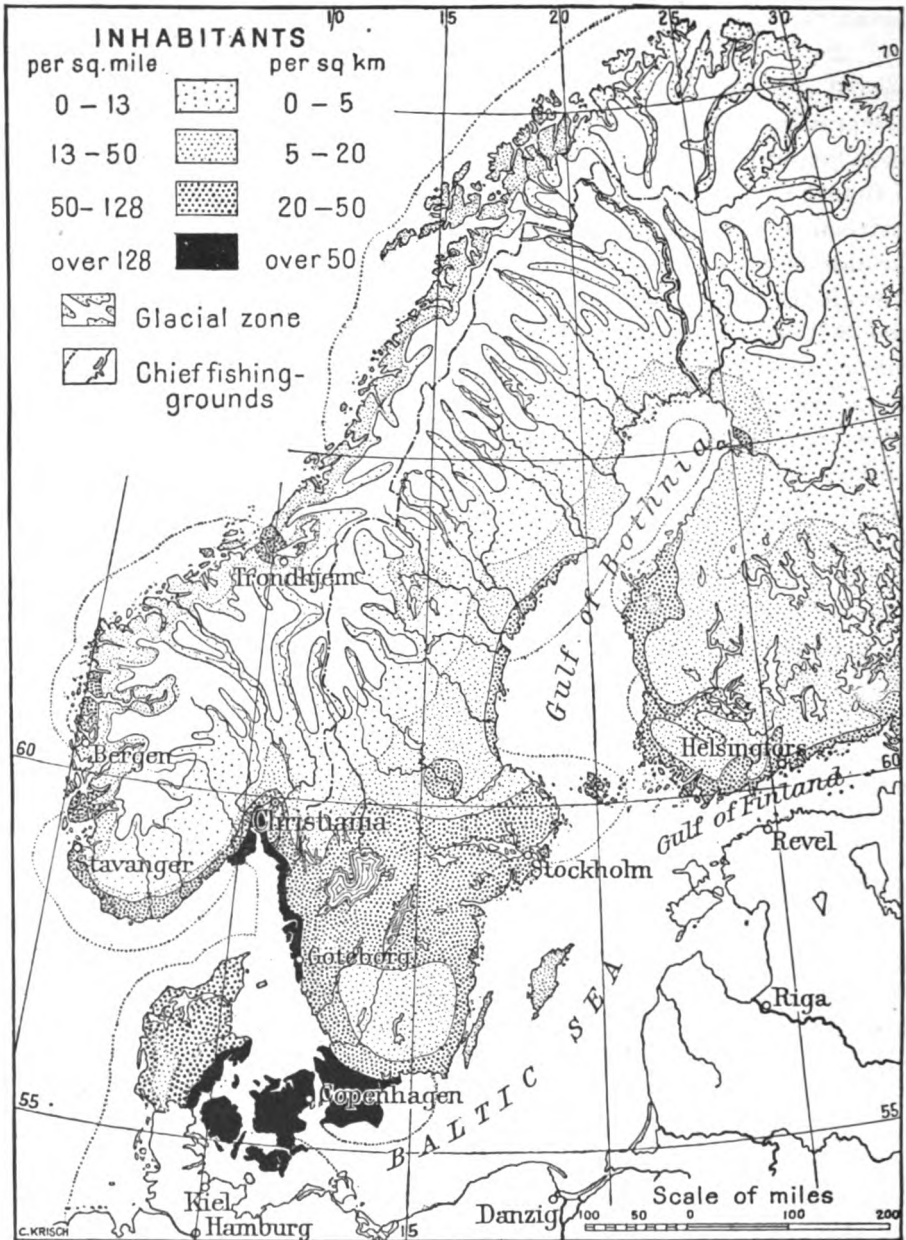 10 15 20 25 30
INHABITANTS
per sq. mile per sq km
0 – 13 0 – 5
13 – 50 5 – 20
50 – 128 20 – 50
over 128 over 50
Glacial zone
Chief fishing-
grounds
70
Gulf of Bothnia
Trondhjem
60
Bergen
Helsingfors
60
Christiania
Gulf of Finland
Stavanger
Stockholm
Revel
Göteborg
Riga
BALTIC SEA
55
Copenhagen
55
Kiel
Danzig
Scale of miles
Hamburg
100 50 0 100 200
C. KRISCH
15